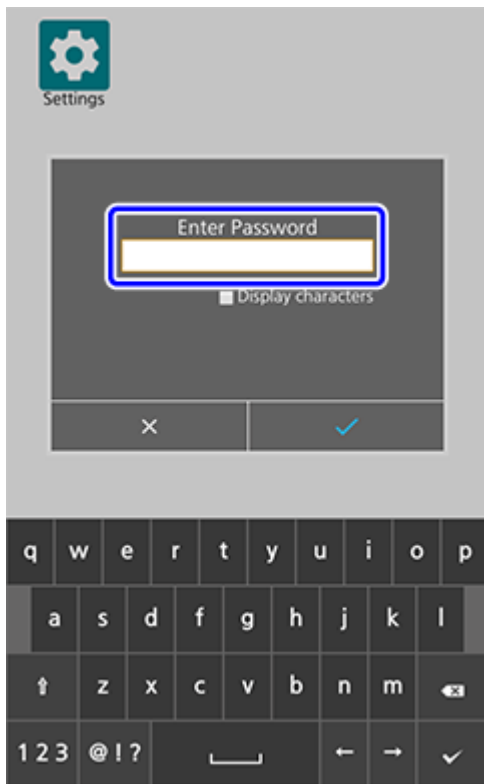 Settings
Enter Password
Display characters
q w e r t y u i o p
a s d f g h j k l
z x c v b n m
123 @!?